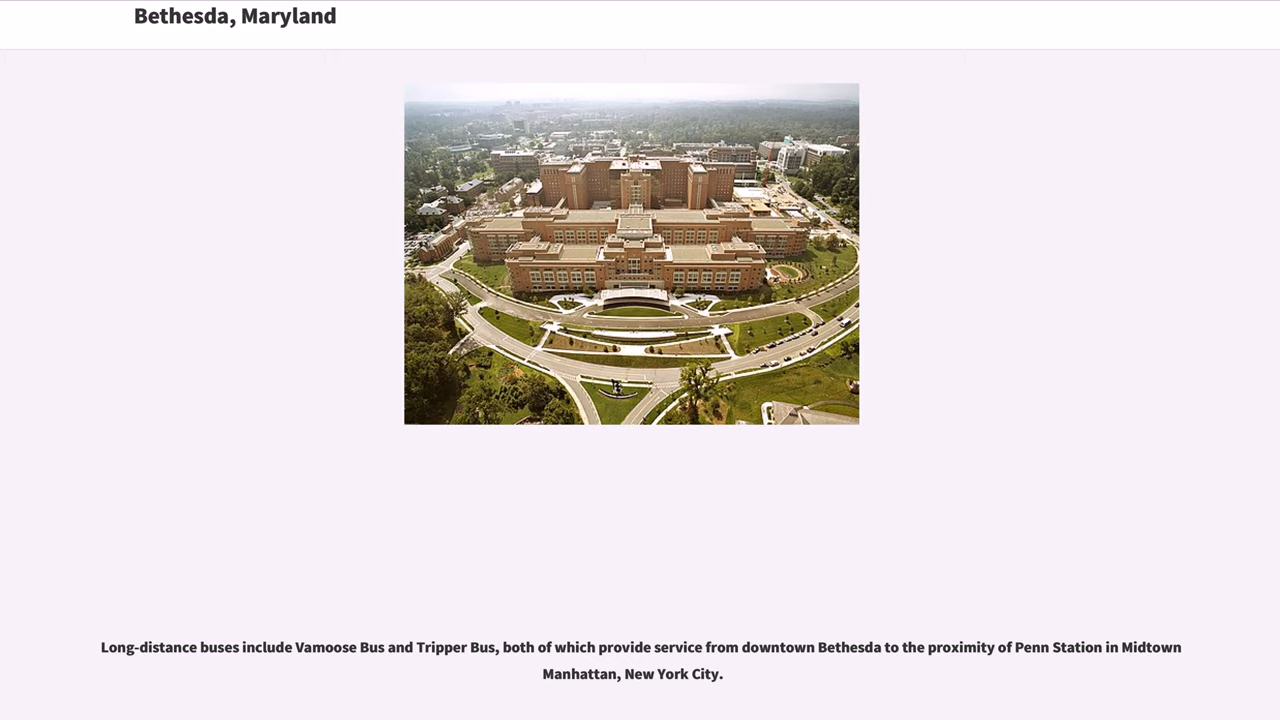 Bethesda, Maryland
Long-distance buses include Vamoose Bus and Tripper Bus, both of which provide service from downtown Bethesda to the proximity of Penn Station in Midtown
Manhattan, New York City.